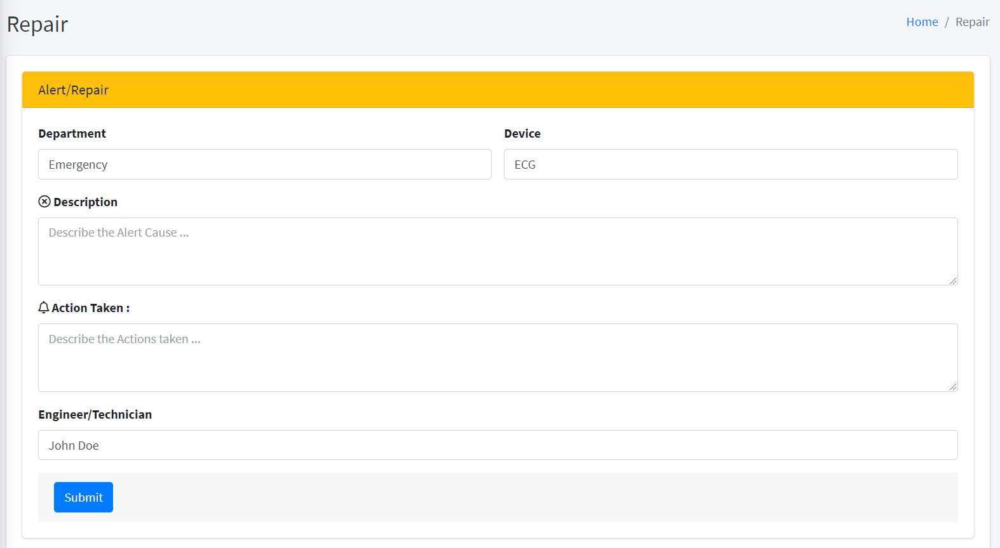 Repair
Home / Repair
Alert/Repair
Department
Device
Emergency
ECG
Description
Describe the Alert Cause ...
Action Taken :
Describe the Actions taken ...
Engineer/Technician
John Doe
Submit